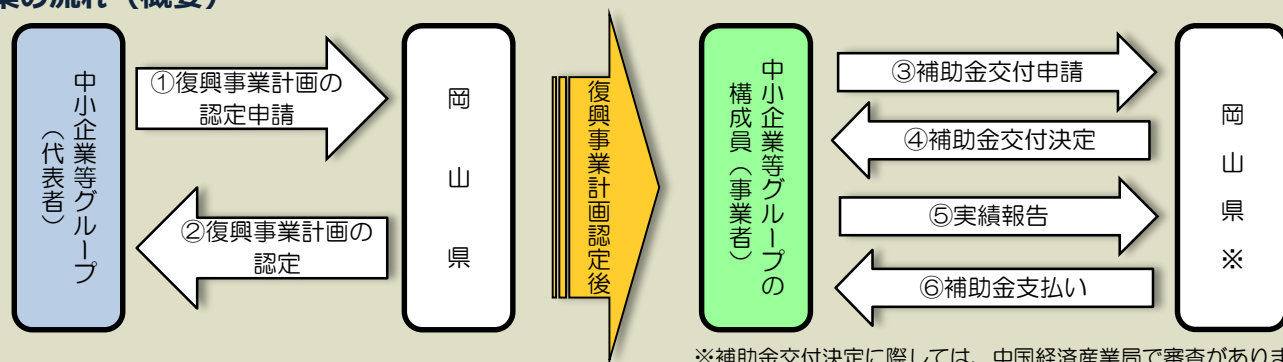 業の流れ（概要）
中小企業等グループ
（代表者）
①復興事業計画の
認定申請
②復興事業計画の
認定
岡山県
復興事業計画認定後
中小企業等グループの
構成員（事業者）
③補助金交付申請
④補助金交付決定
⑤実績報告
⑥補助金支払い
岡山県※
※補助金交付決定に際しては、中国経済産業局で審査がありま